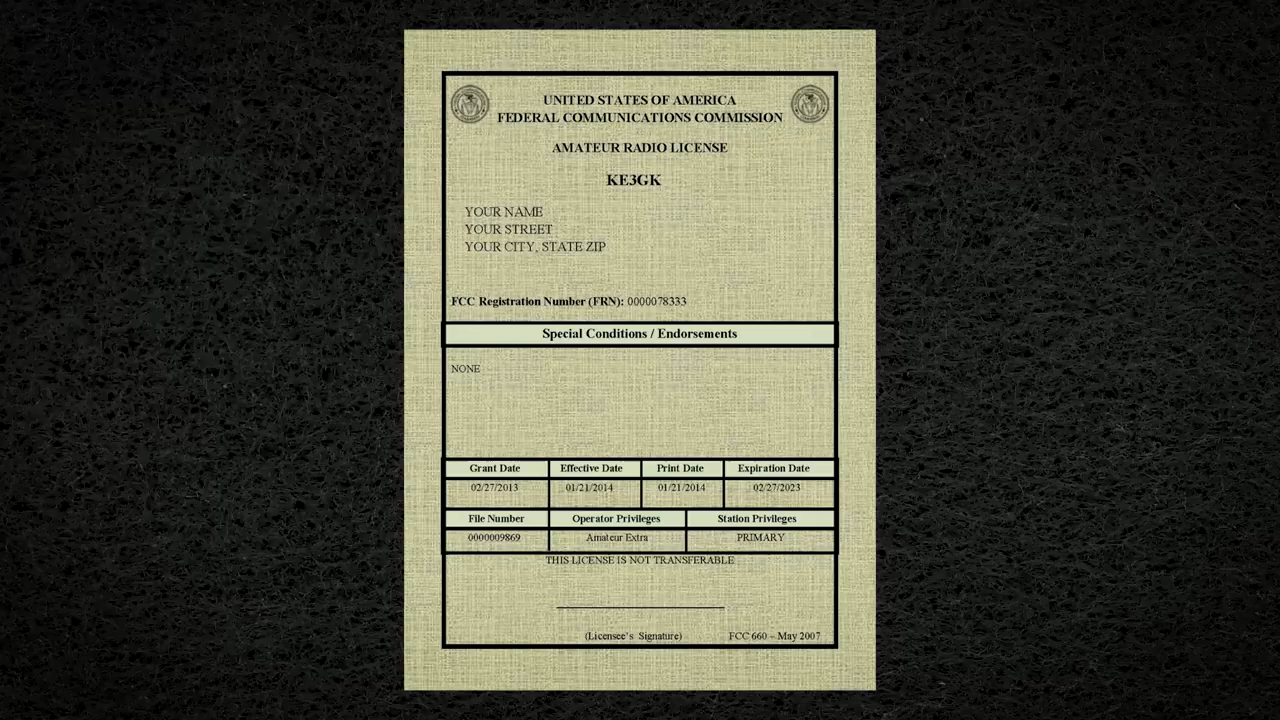 UNITED STATES OF AMERICA
FEDERAL COMMUNICATIONS COMMISSION
AMATEUR RADIO LICENSE
KE3GK
YOUR NAME
YOUR STREET
YOUR CITY, STATE ZIP
FCC Registration Number (FRN): 0000078333
Special Conditions / Endorsements
NONE
Grant Date Effective Date Print Date Expiration Date
02/27/2013 01/21/2014 01/21/2014 02/27/2023
File Number Operator Privileges Station Privileges
0000009869 Amateur Extra PRIMARY
THIS LICENSE IS NOT TRANSFERABLE
(Licensee's Signature) FCC 660 – May 2007